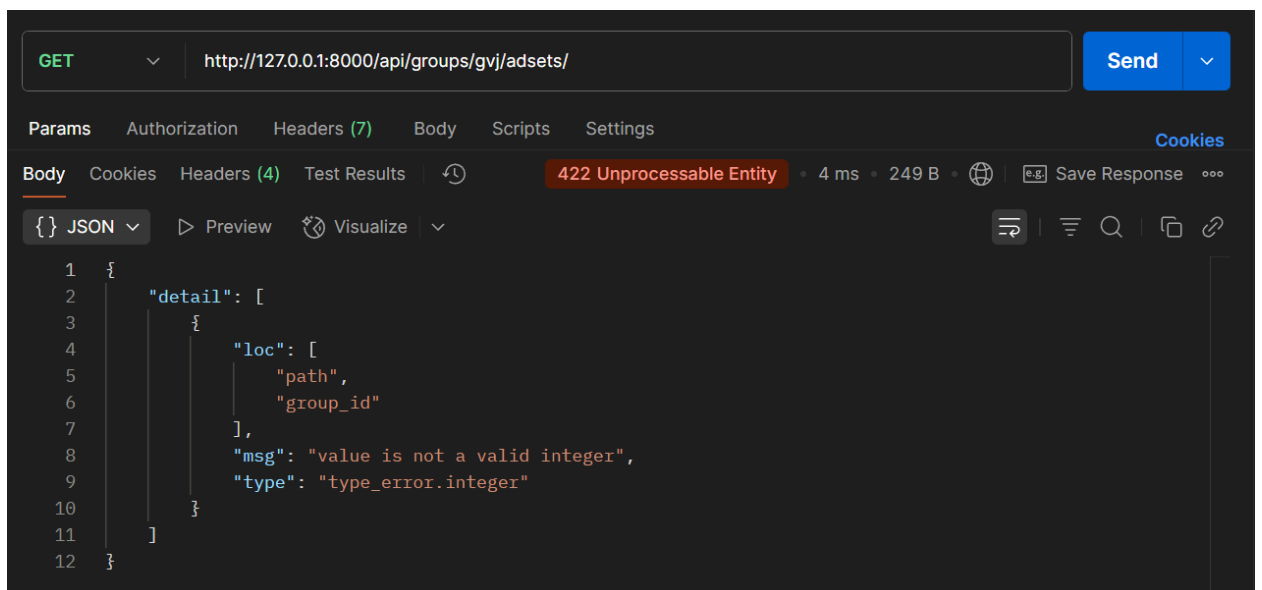 GET http://127.0.0.1:8000/api/groups/gvj/adsets/ Send
Params Authorization Headers (7) Body Scripts Settings Cookies
Body Cookies Headers (4) Test Results 422 Unprocessable Entity • 4 ms • 249 B • e.g. Save Response
{} JSON Preview Visualize
1 {
2 "detail": [
3 {
4 "loc": [
5 "path",
6 "group_id"
7 ],
8 "msg": "value is not a valid integer",
9 "type": "type_error.integer"
10 }
11 ]
12 }